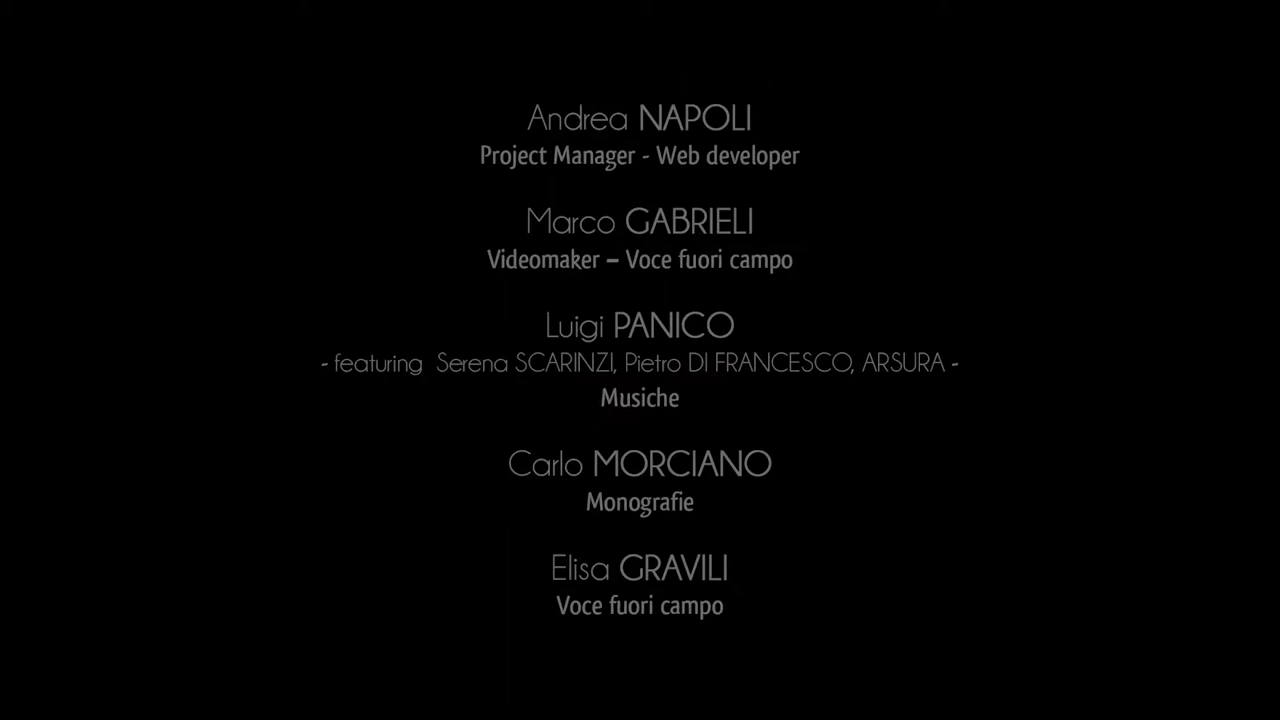 Andrea NAPOLI
Project Manager - Web developer
Marco GABRIELI
Videomaker – Voce fuori campo
Luigi PANICO
- featuring Serena SCARINZI, Pietro DI FRANCESCO, ARSURA -
Musiche
Carlo MORCIANO
Monografie
Elisa GRAVILI
Voce fuori campo